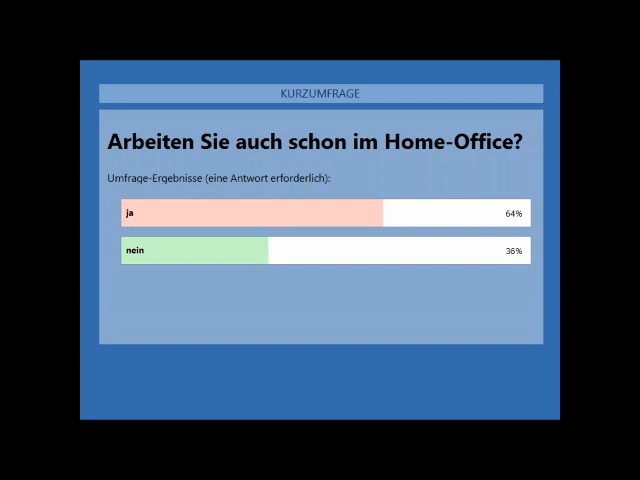 KURZUMFRAGE
Arbeiten Sie auch schon im Home-Office?
Umfrage-Ergebnisse (eine Antwort erforderlich):
ja 64%
nein 36%